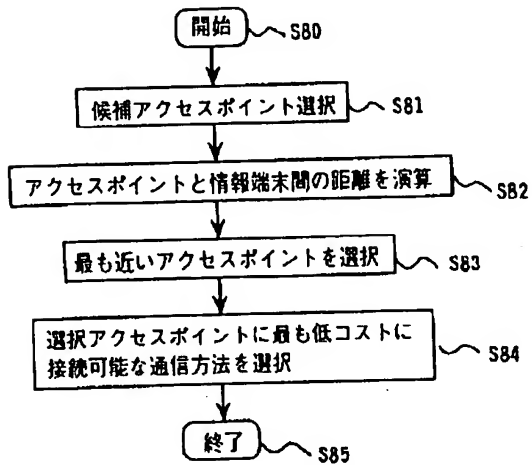 開始
S80
候補アクセスポイント選択
S81
アクセスポイントと情報端末間の距離を演算
S82
最も近いアクセスポイントを選択
S83
選択アクセスポイントに最も低コストに
接続可能な通信方法を選択
S84
終了
S85